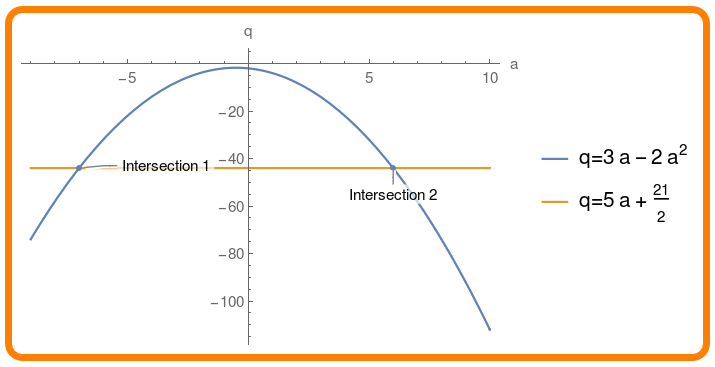 q
a
−5
5
10
−20
−40
−60
−80
−100
Intersection 1
Intersection 2
q=3 a − 2 a²
q=5 a + 21/2